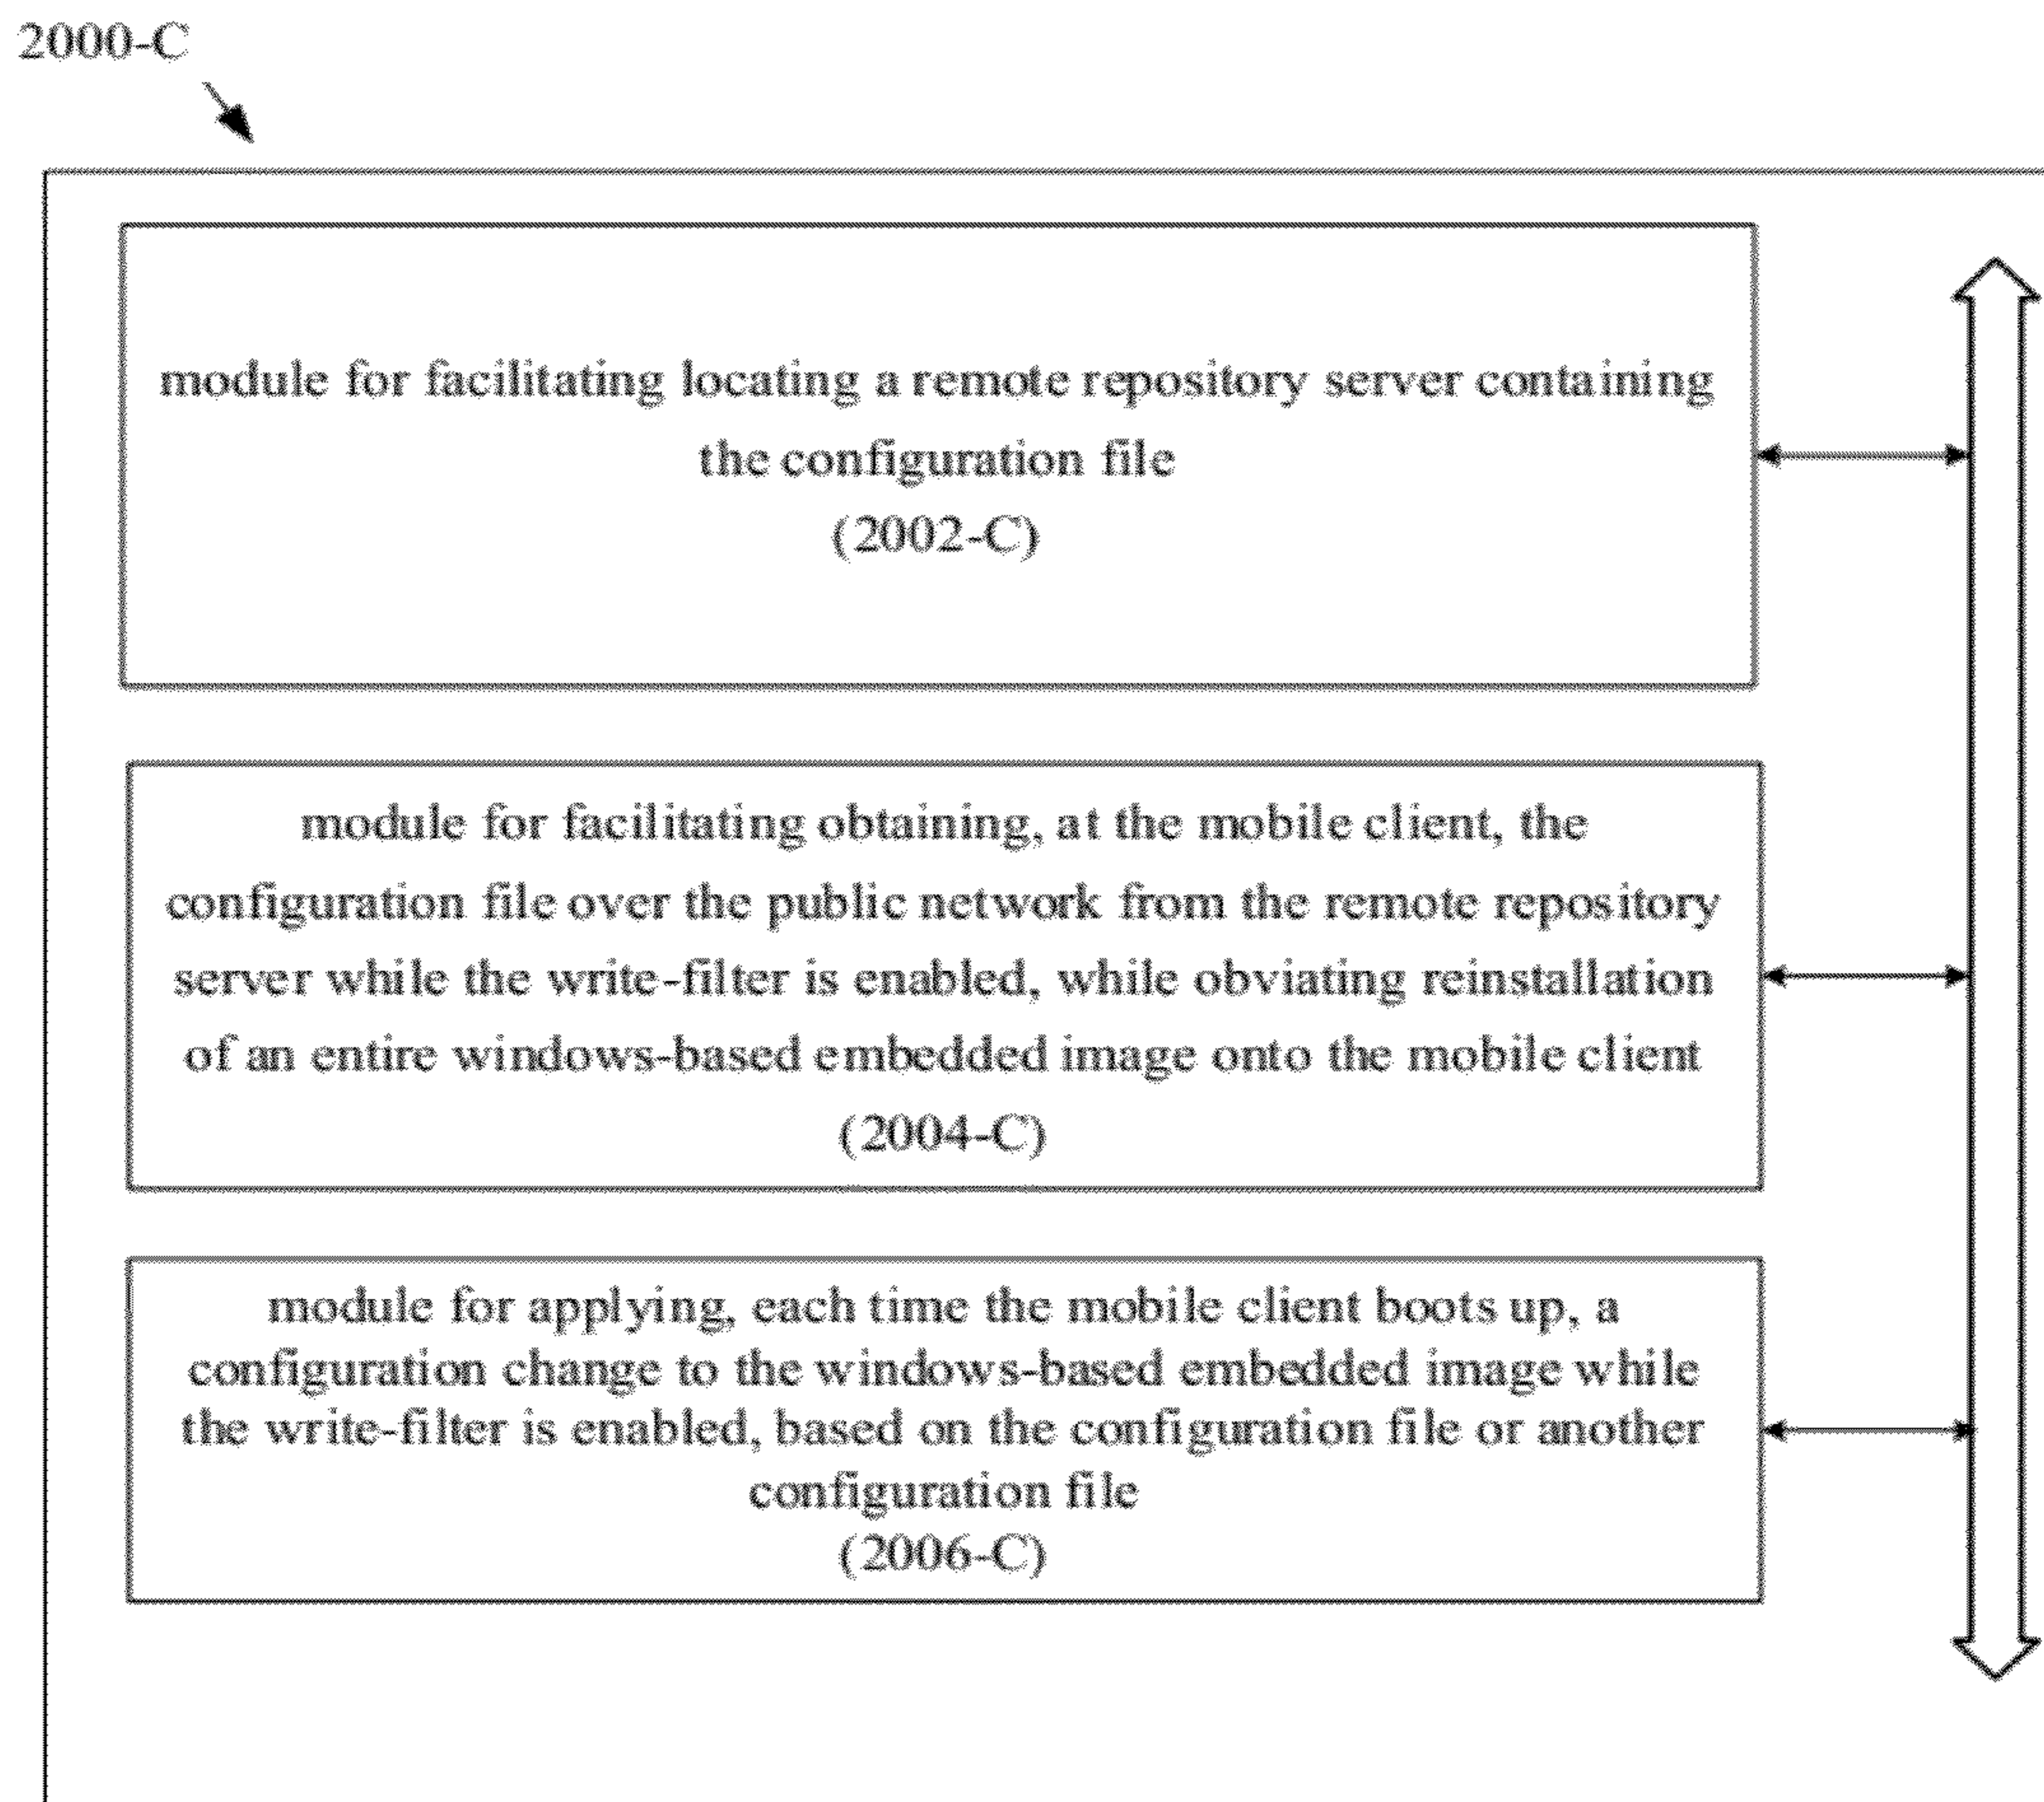 2000-C
module for facilitating locating a remote repository server containing
the configuration file
(2002-C)
module for facilitating obtaining, at the mobile client, the
configuration file over the public network from the remote repository
server while the write-filter is enabled, while obviating reinstallation
of an entire windows-based embedded image onto the mobile client
(2004-C)
module for applying, each time the mobile client boots up, a
configuration change to the windows-based embedded image while
the write-filter is enabled, based on the configuration file or another
configuration file
(2006-C)